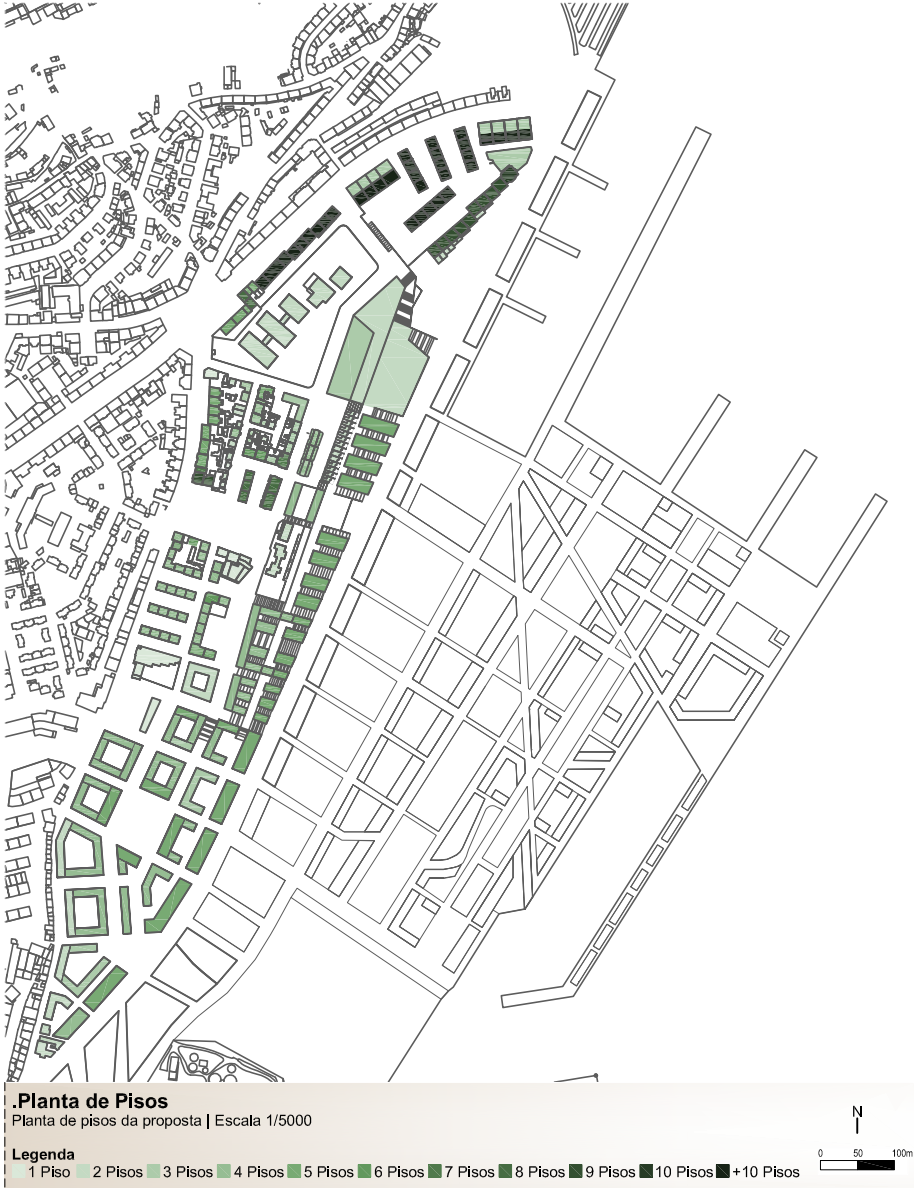 .Planta de Pisos
Planta de pisos da proposta | Escala 1/5000
N
Legenda
0 50 100m
1 Piso 2 Pisos 3 Pisos 4 Pisos 5 Pisos 6 Pisos 7 Pisos 8 Pisos 9 Pisos 10 Pisos +10 Pisos